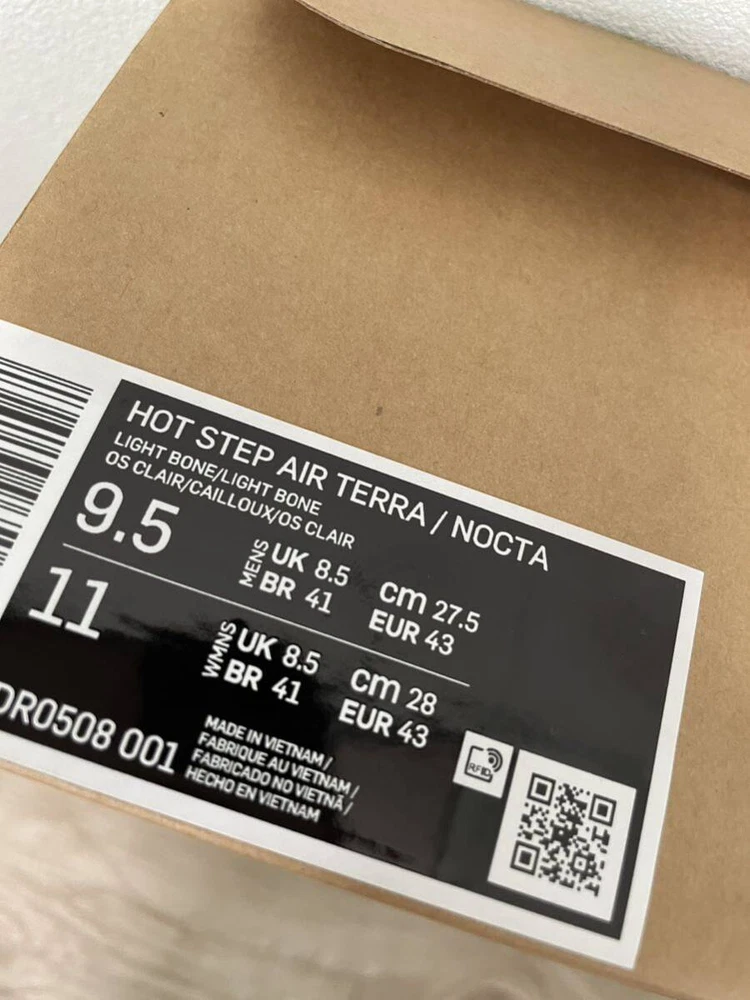 HOT STEP AIR TERRA / NOCTA
LIGHT BONE/LIGHT BONE
OS CLAIR/CAILLOUX/OS CLAIR
9.5
MENS
UK 8.5
BR 41
cm 27.5
EUR 43
11
WMNS
UK 8.5
BR 41
cm 28
EUR 43
DR0508 001
MADE IN VIETNAM/
FABRIQUE AU VIETNAM/
FABRICADO NO VIETNÃ/
HECHO EN VIETNAM
RFID